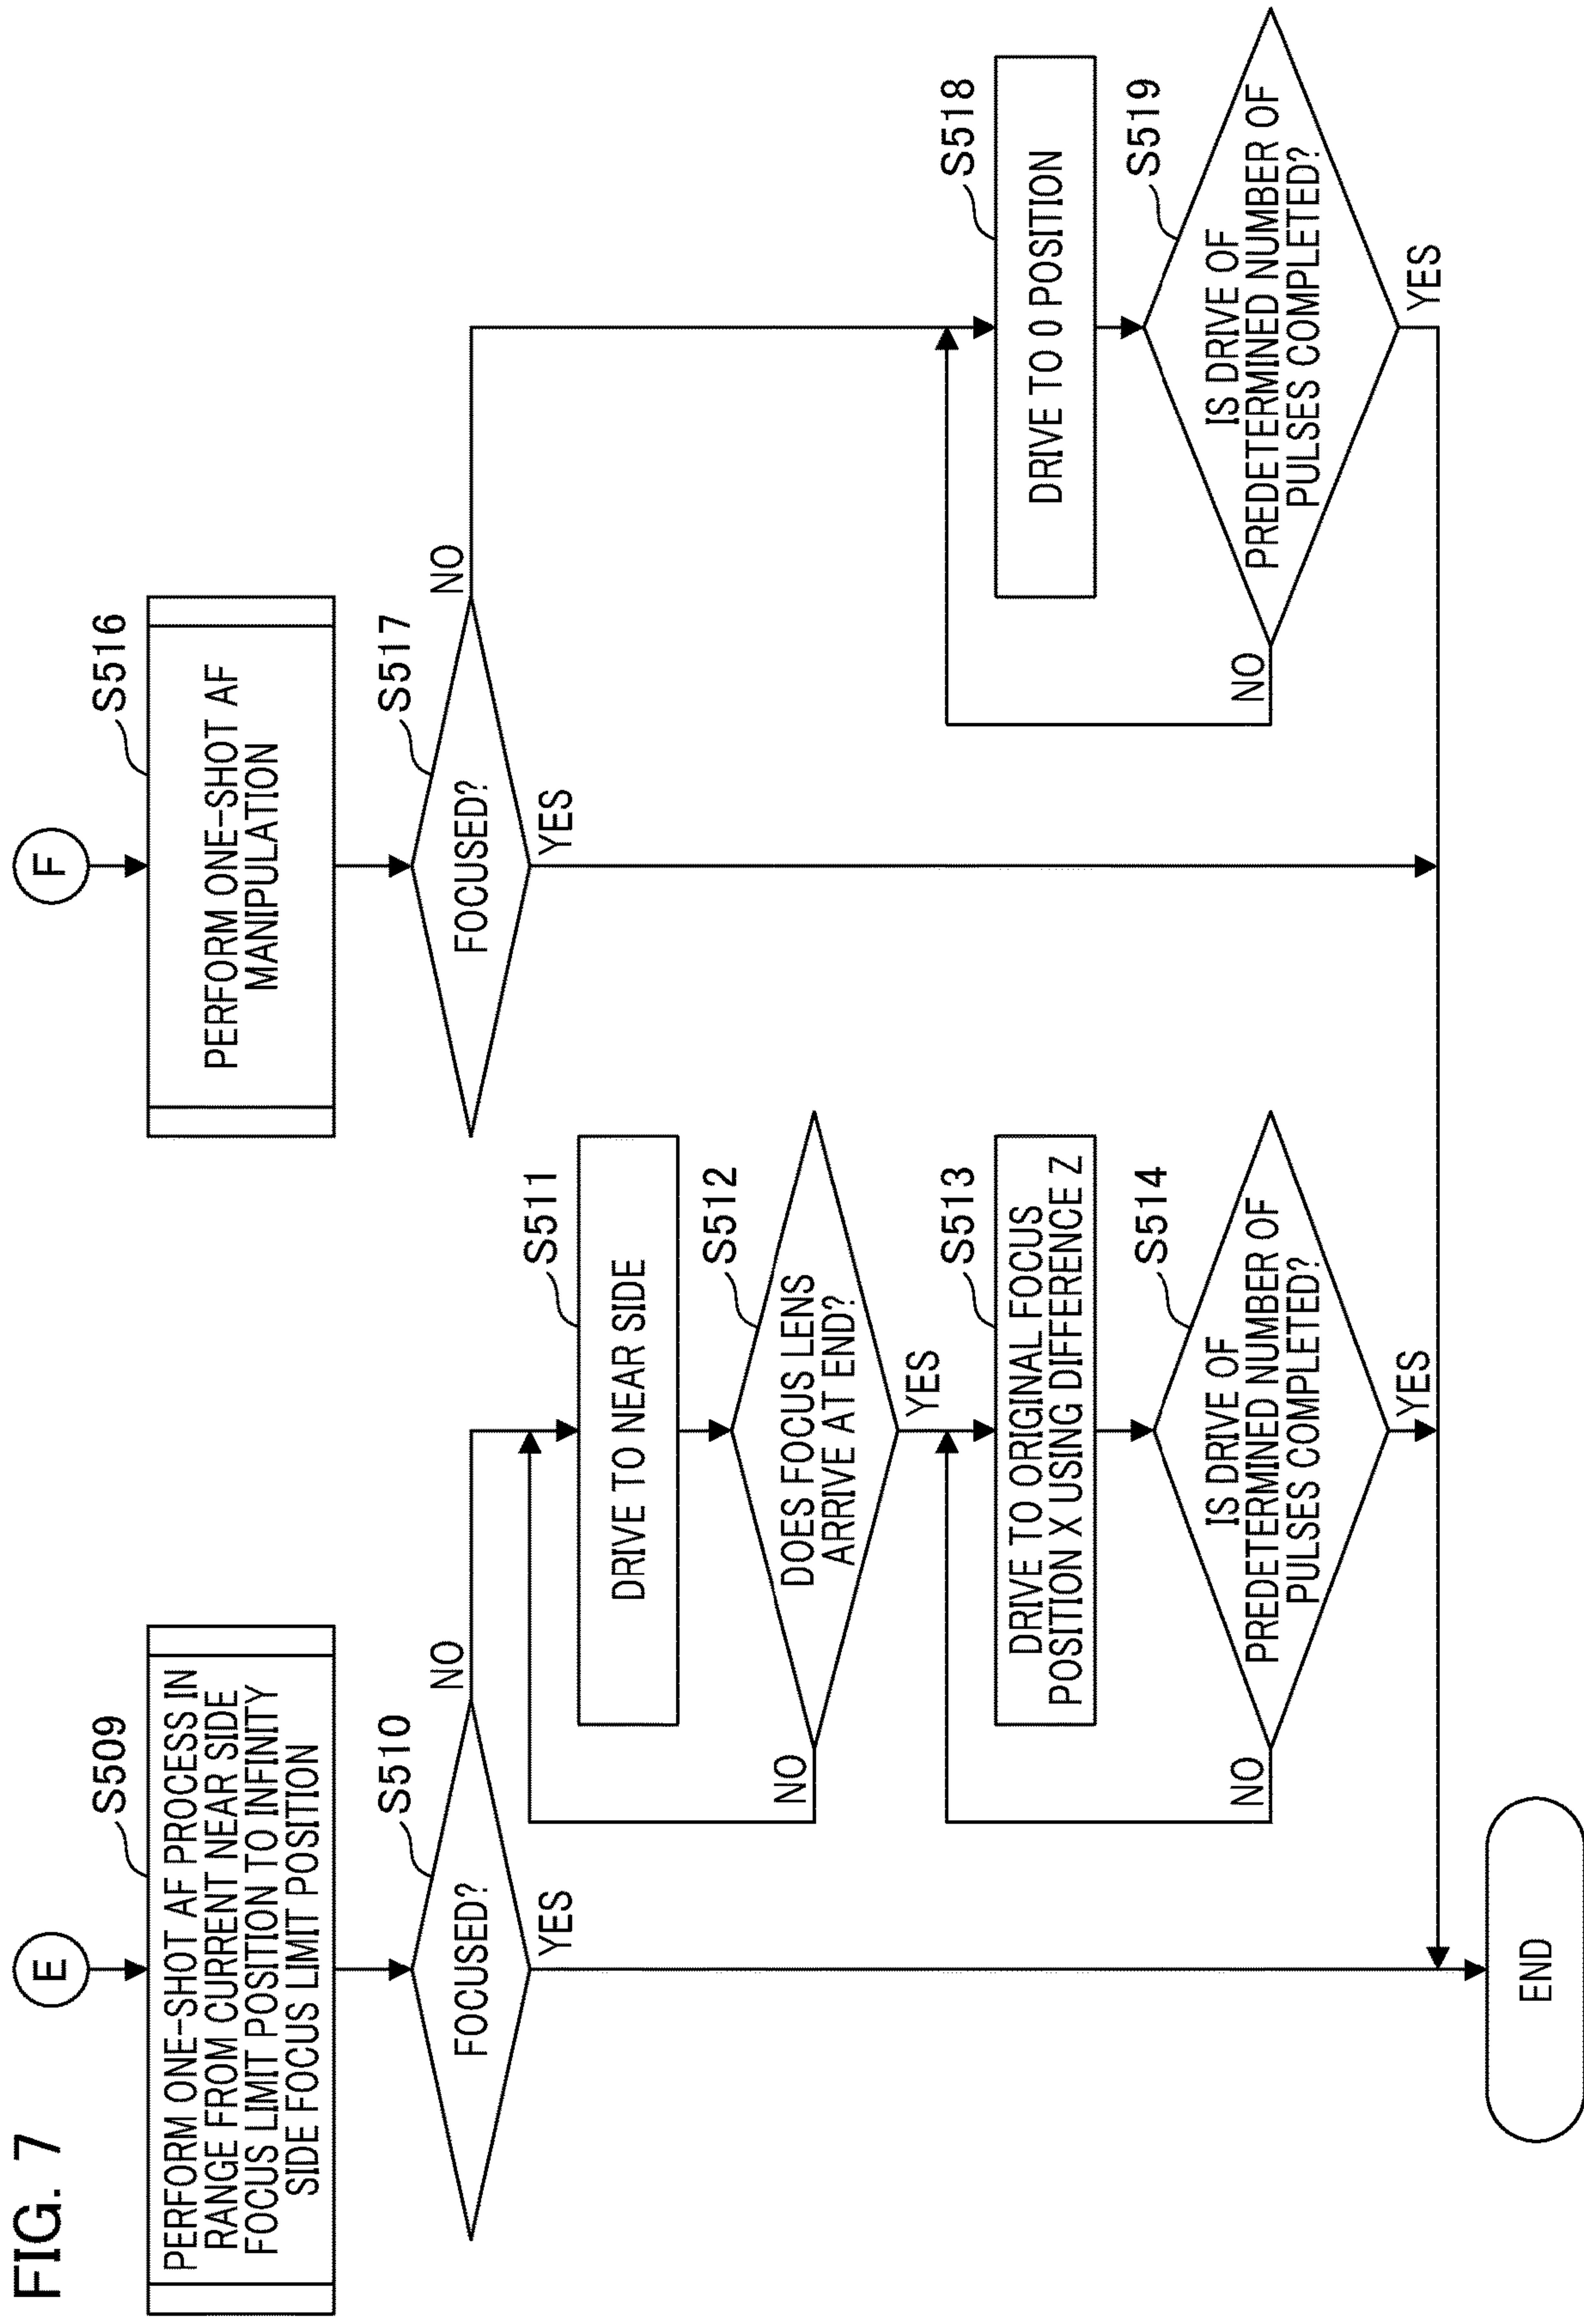 FIG. 7
E
S509
PERFORM ONE-SHOT AF PROCESS IN
RANGE FROM CURRENT NEAR SIDE
FOCUS LIMIT POSITION TO INFINITY
SIDE FOCUS LIMIT POSITION
S510
FOCUSED?
NO
YES
S511
DRIVE TO NEAR SIDE
S512
DOES FOCUS LENS
ARRIVE AT END?
NO
YES
S513
DRIVE TO ORIGINAL FOCUS
POSITION X USING DIFFERENCE Z
S514
IS DRIVE OF
PREDETERMINED NUMBER OF
PULSES COMPLETED?
NO
YES
F
S516
PERFORM ONE-SHOT AF
MANIPULATION
S517
FOCUSED?
NO
YES
S518
DRIVE TO 0 POSITION
S519
IS DRIVE OF
PREDETERMINED NUMBER OF
PULSES COMPLETED?
NO
YES
END